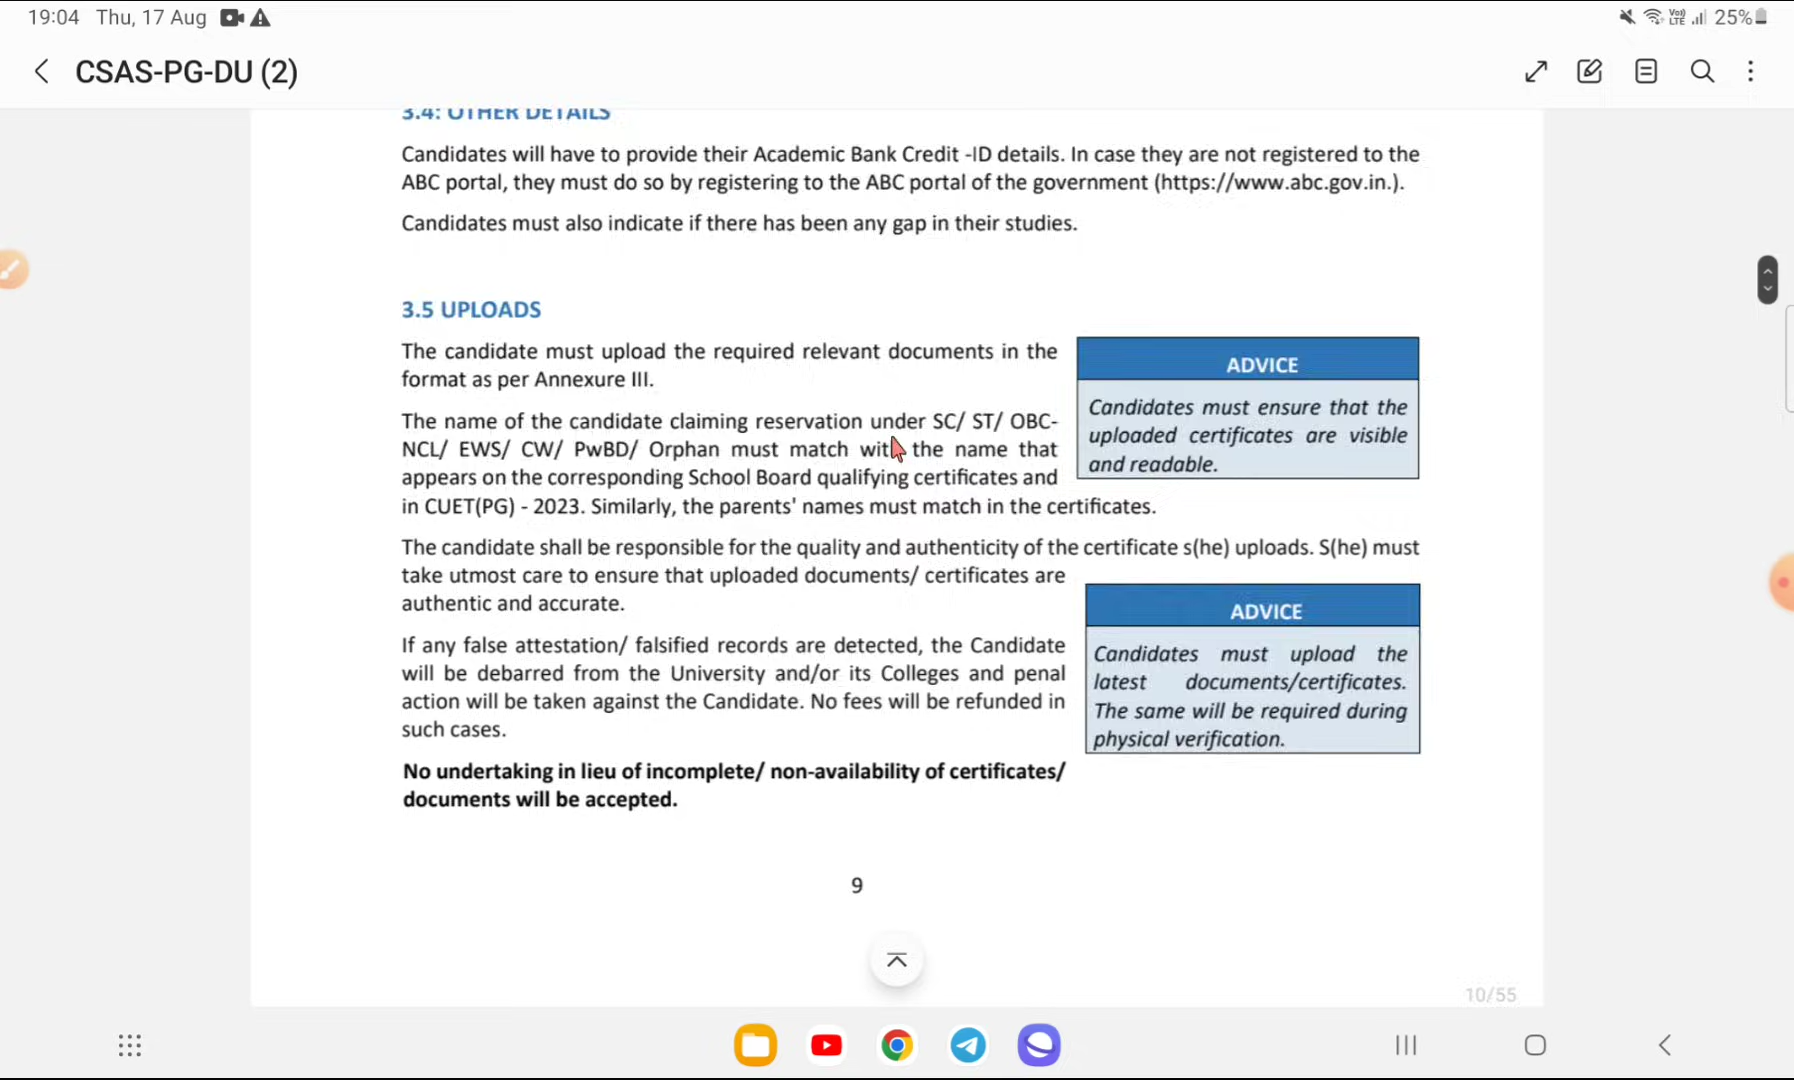 19:04 Thu, 17 Aug
25%
CSAS-PG-DU (2)
3.4: OTHER DETAILS
Candidates will have to provide their Academic Bank Credit -ID details. In case they are not registered to the
ABC portal, they must do so by registering to the ABC portal of the government (https://www.abc.gov.in.).
Candidates must also indicate if there has been any gap in their studies.
3.5 UPLOADS
The candidate must upload the required relevant documents in the
format as per Annexure III.
The name of the candidate claiming reservation under SC/ ST/ OBC-
NCL/ EWS/ CW/ PwBD/ Orphan must match with the name that
appears on the corresponding School Board qualifying certificates and
in CUET(PG) - 2023. Similarly, the parents' names must match in the certificates.
ADVICE
Candidates must ensure that the
uploaded certificates are visible
and readable.
The candidate shall be responsible for the quality and authenticity of the certificate s(he) uploads. S(he) must
take utmost care to ensure that uploaded documents/ certificates are
authentic and accurate.
If any false attestation/ falsified records are detected, the Candidate
will be debarred from the University and/or its Colleges and penal
action will be taken against the Candidate. No fees will be refunded in
such cases.
ADVICE
Candidates must upload the
latest documents/certificates.
The same will be required during
physical verification.
No undertaking in lieu of incomplete/ non-availability of certificates/
documents will be accepted.
9
10/55